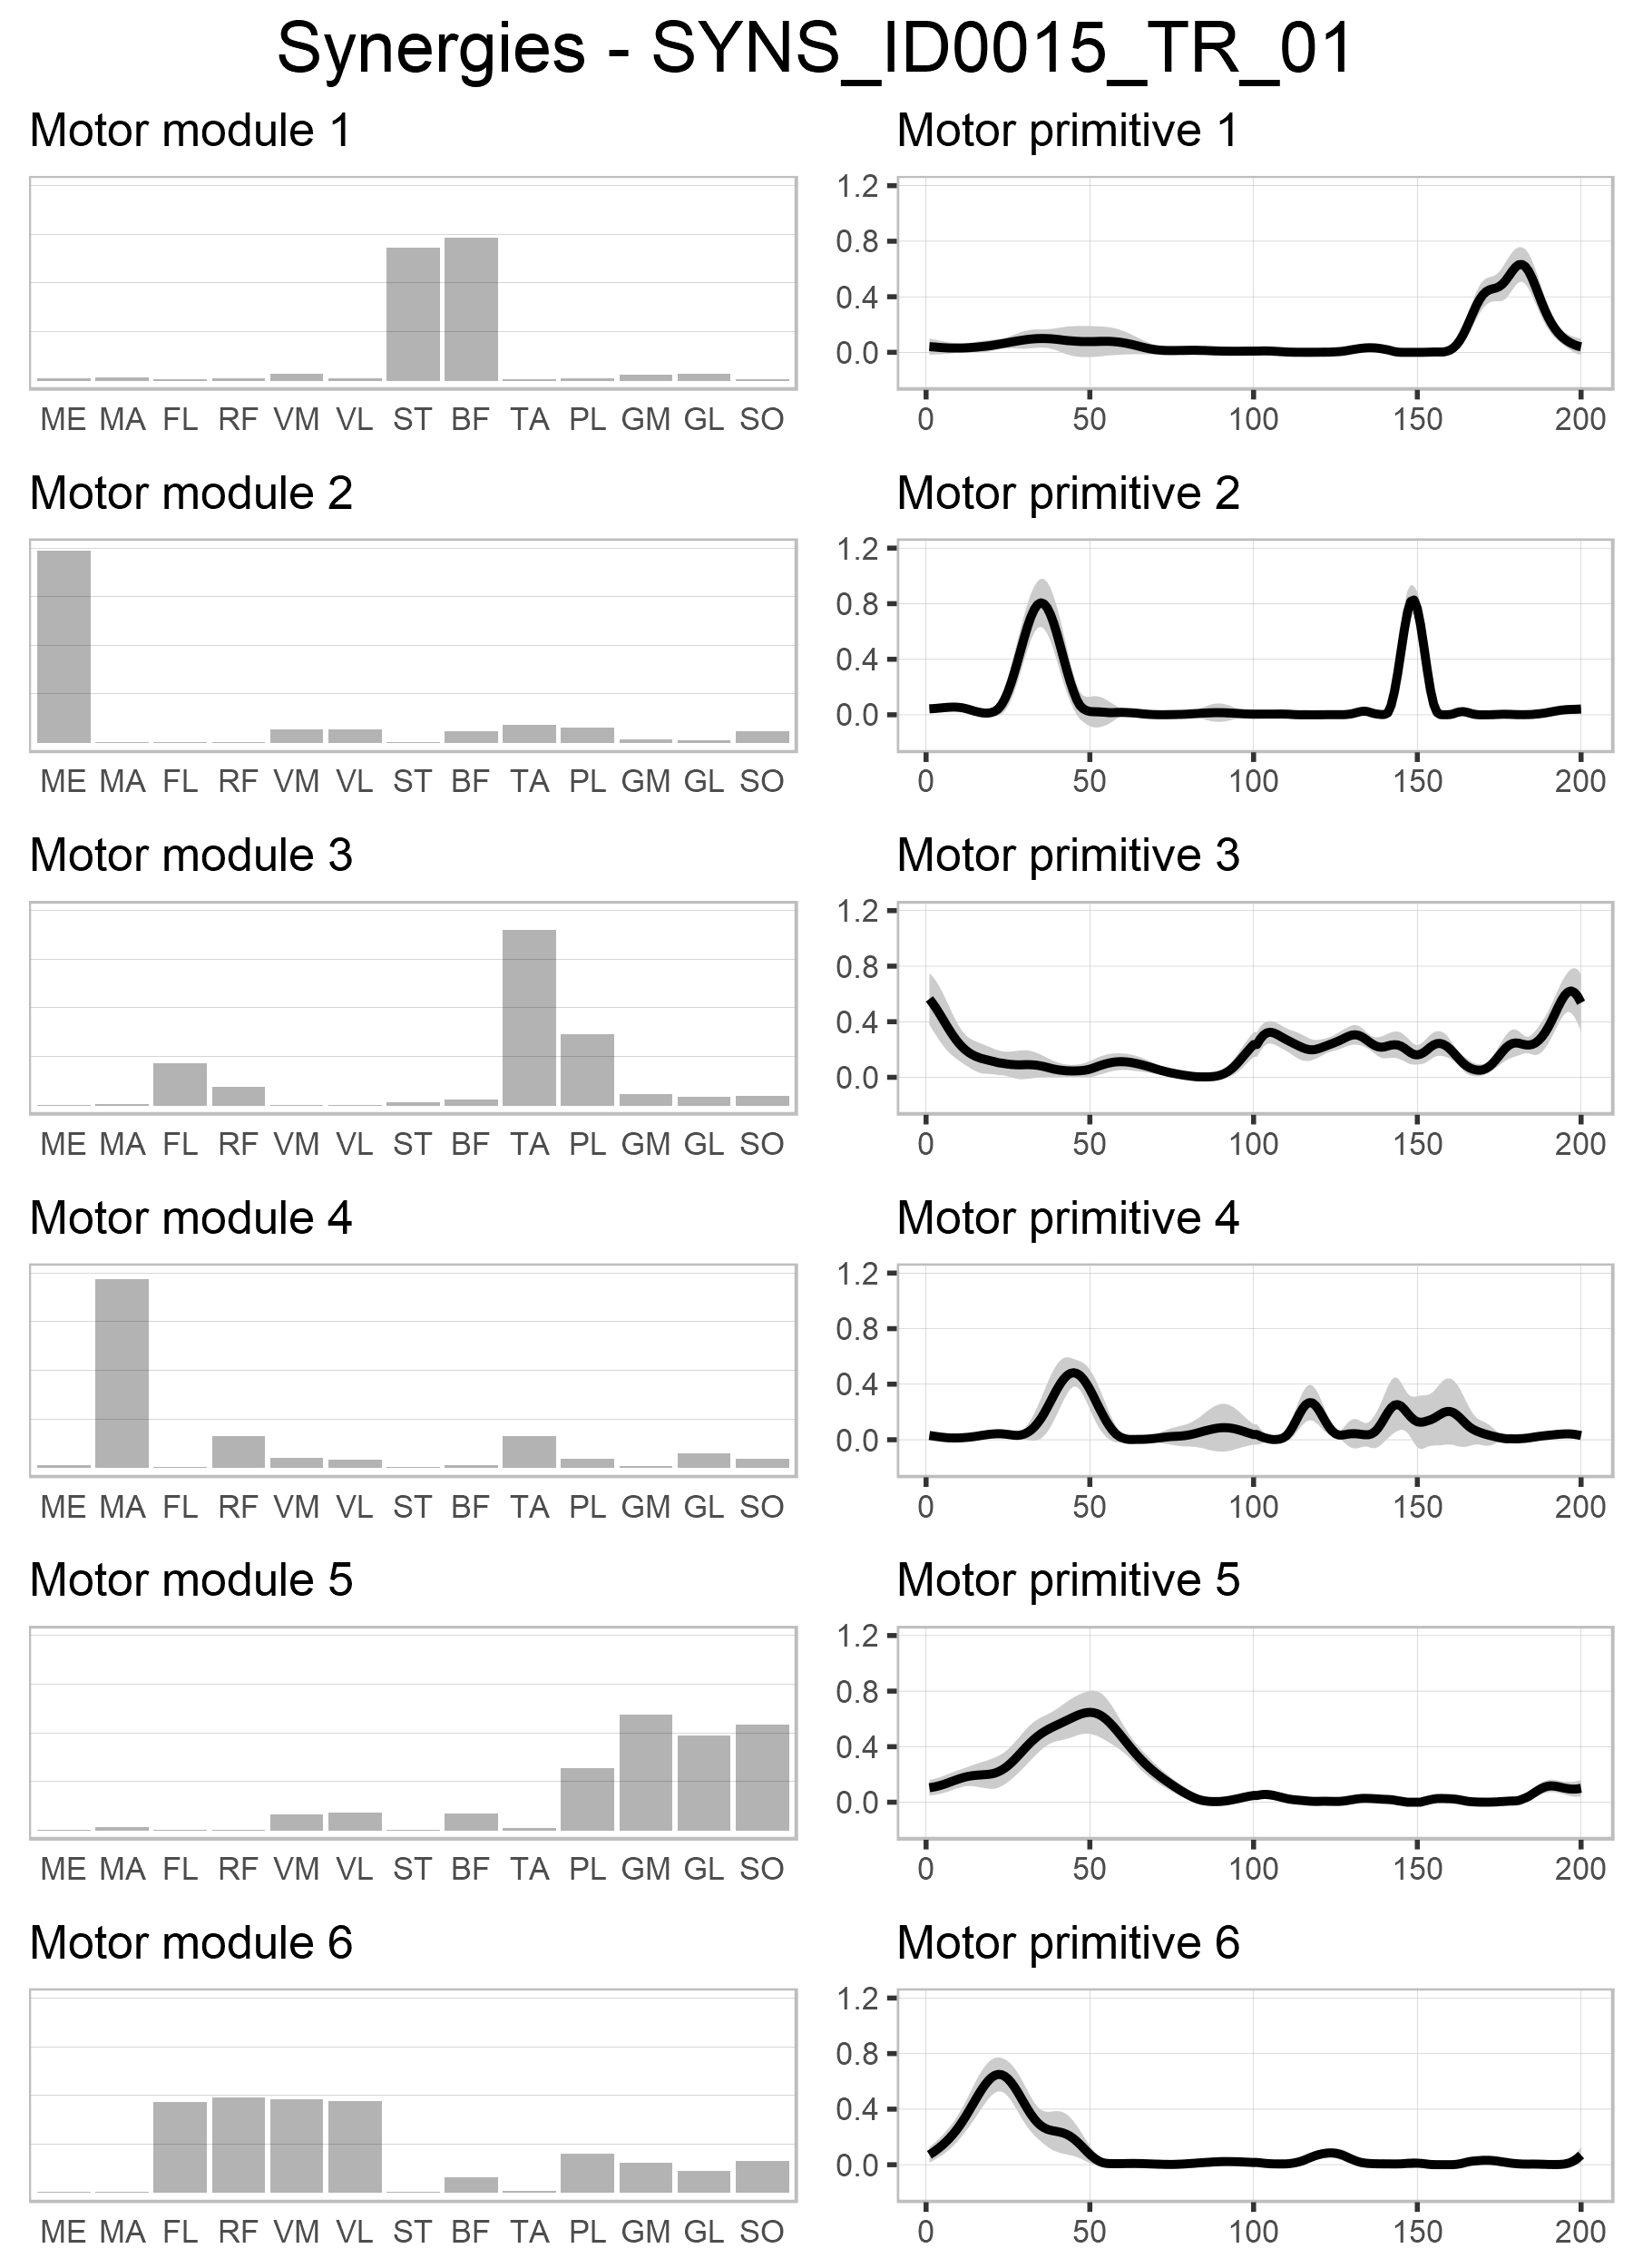 Synergies - SYNS_ID0015_TR_01
Motor module 1
Motor primitive 1
1.2
0.8
0.4
0.0
ME MA FL RF VM VL ST BF TA PL GM GL SO
0 50 100 150 200
Motor module 2
Motor primitive 2
1.2
0.8
0.4
0.0
ME MA FL RF VM VL ST BF TA PL GM GL SO
0 50 100 150 200
Motor module 3
Motor primitive 3
1.2
0.8
0.4
0.0
ME MA FL RF VM VL ST BF TA PL GM GL SO
0 50 100 150 200
Motor module 4
Motor primitive 4
1.2
0.8
0.4
0.0
ME MA FL RF VM VL ST BF TA PL GM GL SO
0 50 100 150 200
Motor module 5
Motor primitive 5
1.2
0.8
0.4
0.0
ME MA FL RF VM VL ST BF TA PL GM GL SO
0 50 100 150 200
Motor module 6
Motor primitive 6
1.2
0.8
0.4
0.0
ME MA FL RF VM VL ST BF TA PL GM GL SO
0 50 100 150 200